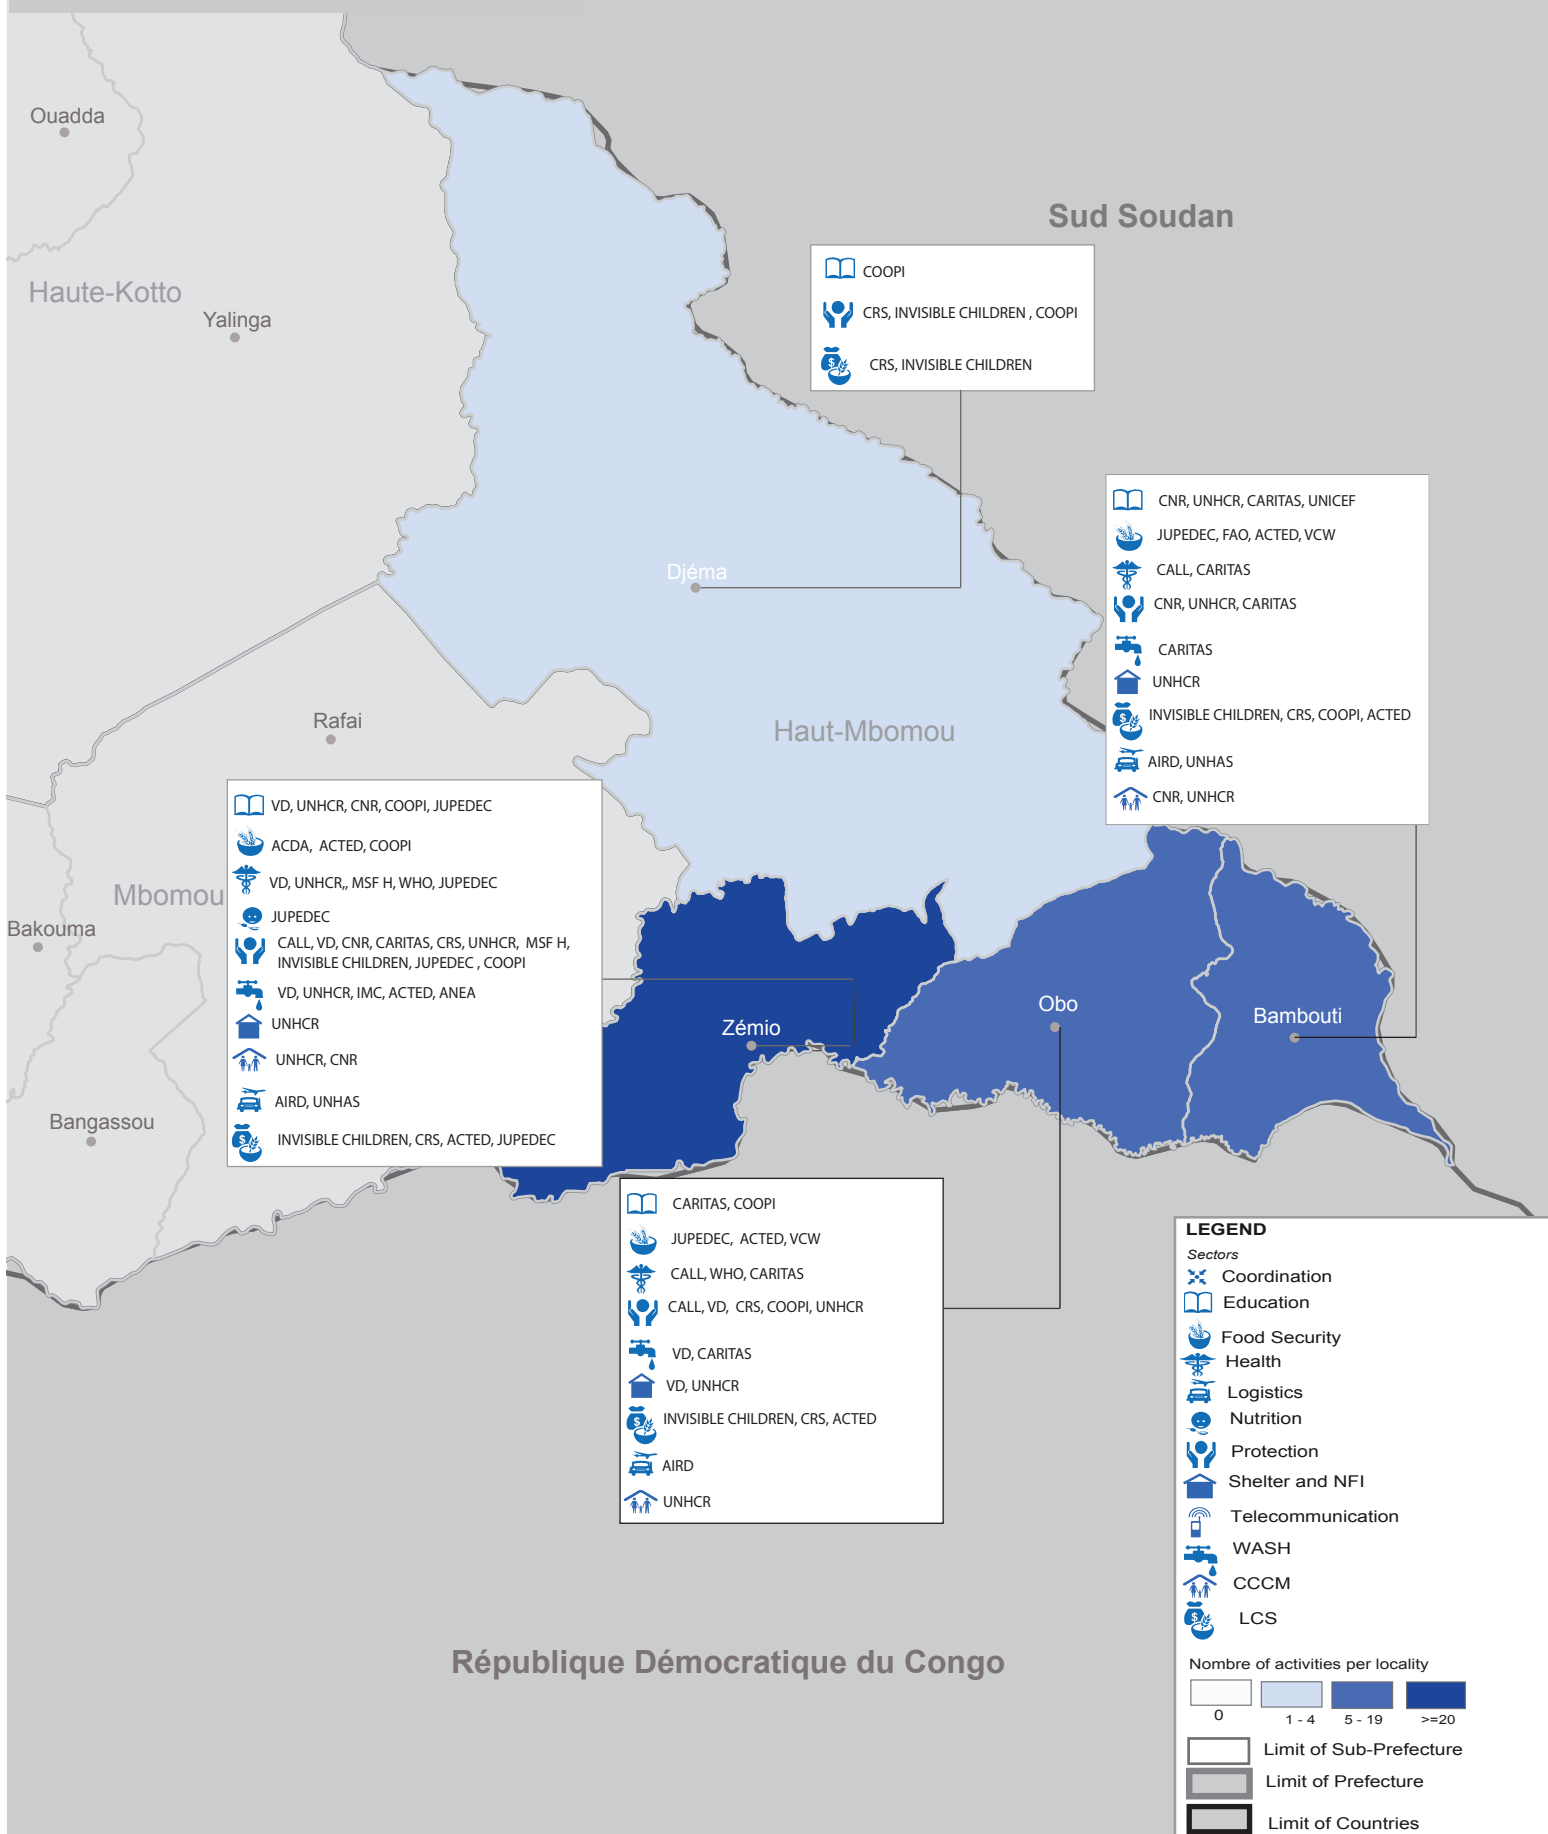 Ouadda
Sud Soudan
Haute-Kotto
Yalinga
COOPI
CRS, INVISIBLE CHILDREN , COOPI
CRS, INVISIBLE CHILDREN
CNR, UNHCR, CARITAS, UNICEF
JUPEDEC, FAO, ACTED, VCW
CALL, CARITAS
CNR, UNHCR, CARITAS
CARITAS
UNHCR
INVISIBLE CHILDREN, CRS, COOPI, ACTED
AIRD, UNHAS
CNR, UNHCR
Djéma
Rafai
Haut-Mbomou
VD, UNHCR, CNR, COOPI, JUPEDEC
ACDA, ACTED, COOPI
VD, UNHCR,, MSF H, WHO, JUPEDEC
JUPEDEC
CALL, VD, CNR, CARITAS, CRS, UNHCR, MSF H,
INVISIBLE CHILDREN, JUPEDEC , COOPI
VD, UNHCR, IMC, ACTED, ANEA
UNHCR
UNHCR, CNR
AIRD, UNHAS
INVISIBLE CHILDREN, CRS, ACTED, JUPEDEC
Mbomou
Bakouma
Bangassou
Zémio
Obo
Bambouti
CARITAS, COOPI
JUPEDEC, ACTED, VCW
CALL, WHO, CARITAS
CALL, VD, CRS, COOPI, UNHCR
VD, CARITAS
VD, UNHCR
INVISIBLE CHILDREN, CRS, ACTED
AIRD
UNHCR
République Démocratique du Congo
LEGEND
Sectors
Coordination
Education
Food Security
Health
Logistics
Nutrition
Protection
Shelter and NFI
Telecommunication
WASH
CCCM
LCS
Nombre of activities per locality
0 1 - 4 5 - 19 >=20
Limit of Sub-Prefecture
Limit of Prefecture
Limit of Countries